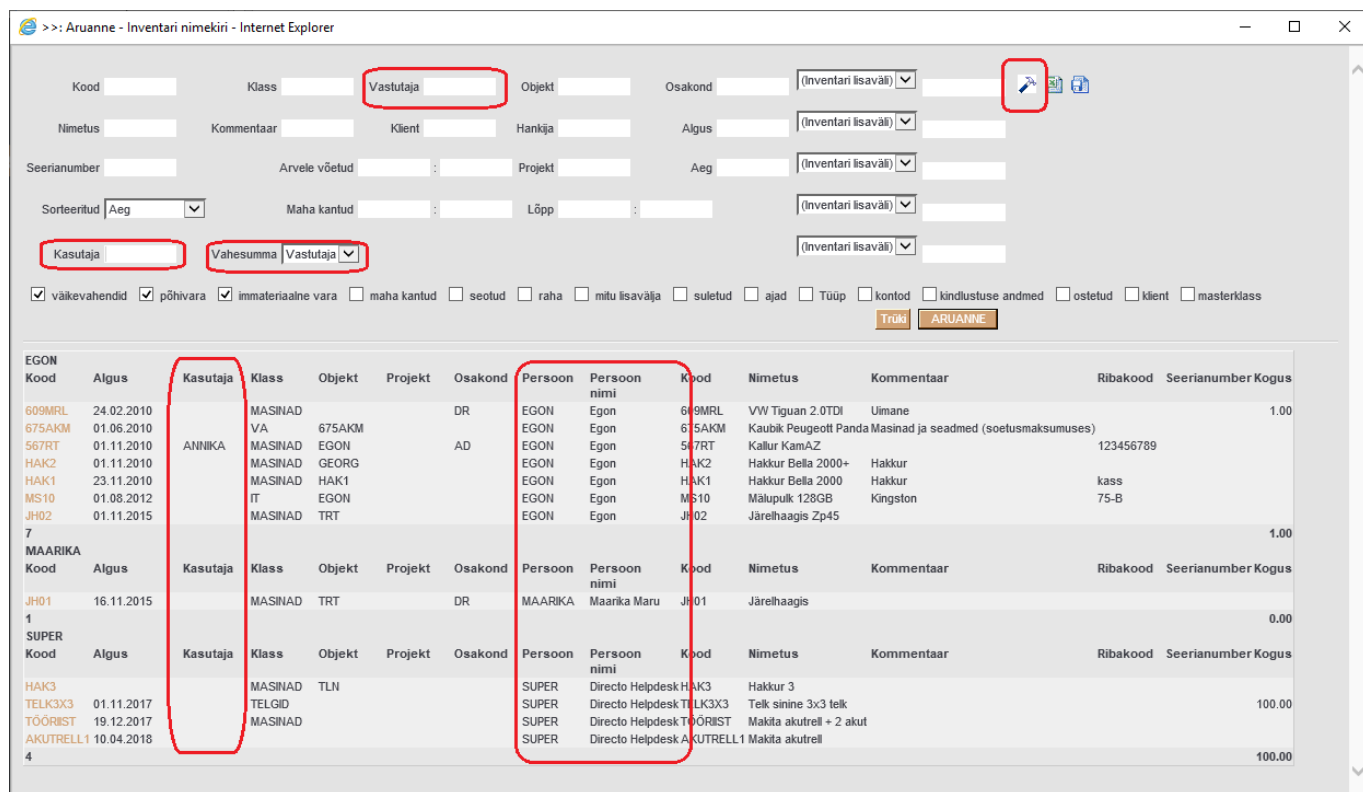 >>: Aruanne - Inventari nimekiri - Internet Explorer
Kood Klass Vastutaja Objekt Osakond (Inventari lisaväli)
Nimetus Kommentaar Klient Hankija Algus (Inventari lisaväli)
Seerianumber Arvele võetud : Projekt Aeg (Inventari lisaväli)
Sorteeritud Aeg Maha kantud : Lõpp : (Inventari lisaväli)
Kasutaja Vahesumma Vastutaja (Inventari lisaväli)
väikevahendid põhivara immateriaalne vara maha kantud seotud raha mitu lisavälja suletud ajad Tüüp kontod kindlustuse andmed ostetud klient masterklass
Trüki ARUANNE
EGON
Kood Algus Kasutaja Klass Objekt Projekt Osakond Persoon Persoon nimi Kood Nimetus Kommentaar Ribakood Seerianumber Kogus
609MRL 24.02.2010 MASINAD DR EGON Egon 609MRL VW Tiguan 2.0TDI Uimane 1.00
675AKM 01.06.2010 VA 675AKM EGON Egon 675AKM Kaubik Peugeott Panda Masinad ja seadmed (soetusmaksumuses)
567RT 01.11.2010 ANNIKA MASINAD EGON AD EGON Egon 567RT Kallur KamAZ 123456789
HAK2 01.11.2010 MASINAD GEORG EGON Egon HAK2 Hakkur Bella 2000+ Hakkur
HAK1 23.11.2010 MASINAD HAK1 EGON Egon HAK1 Hakkur Bella 2000 Hakkur kass
MS10 01.08.2012 IT EGON EGON Egon MS10 Mälupulk 128GB Kingston 75-B
JH02 01.11.2015 MASINAD TRT EGON Egon JH02 Järelhaagis Zp45
7 1.00
MAARIKA
Kood Algus Kasutaja Klass Objekt Projekt Osakond Persoon Persoon nimi Kood Nimetus Kommentaar Ribakood Seerianumber Kogus
JH01 16.11.2015 MASINAD TRT DR MAARIKA Maarika Maru JH01 Järelhaagis
1 0.00
SUPER
Kood Algus Kasutaja Klass Objekt Projekt Osakond Persoon Persoon nimi Kood Nimetus Kommentaar Ribakood Seerianumber Kogus
HAK3 MASINAD TLN SUPER Directo Helpdesk HAK3 Hakkur 3
TELK3X3 01.11.2017 TELGID SUPER Directo Helpdesk TELK3X3 Telk sinine 3x3 telk 100.00
TÖÖRIIST 19.12.2017 MASINAD SUPER Directo Helpdesk TÖÖRIIST Makita akutrell + 2 akut
AKUTRELL1 10.04.2018 SUPER Directo Helpdesk AKUTRELL1 Makita akutrell
4 100.00